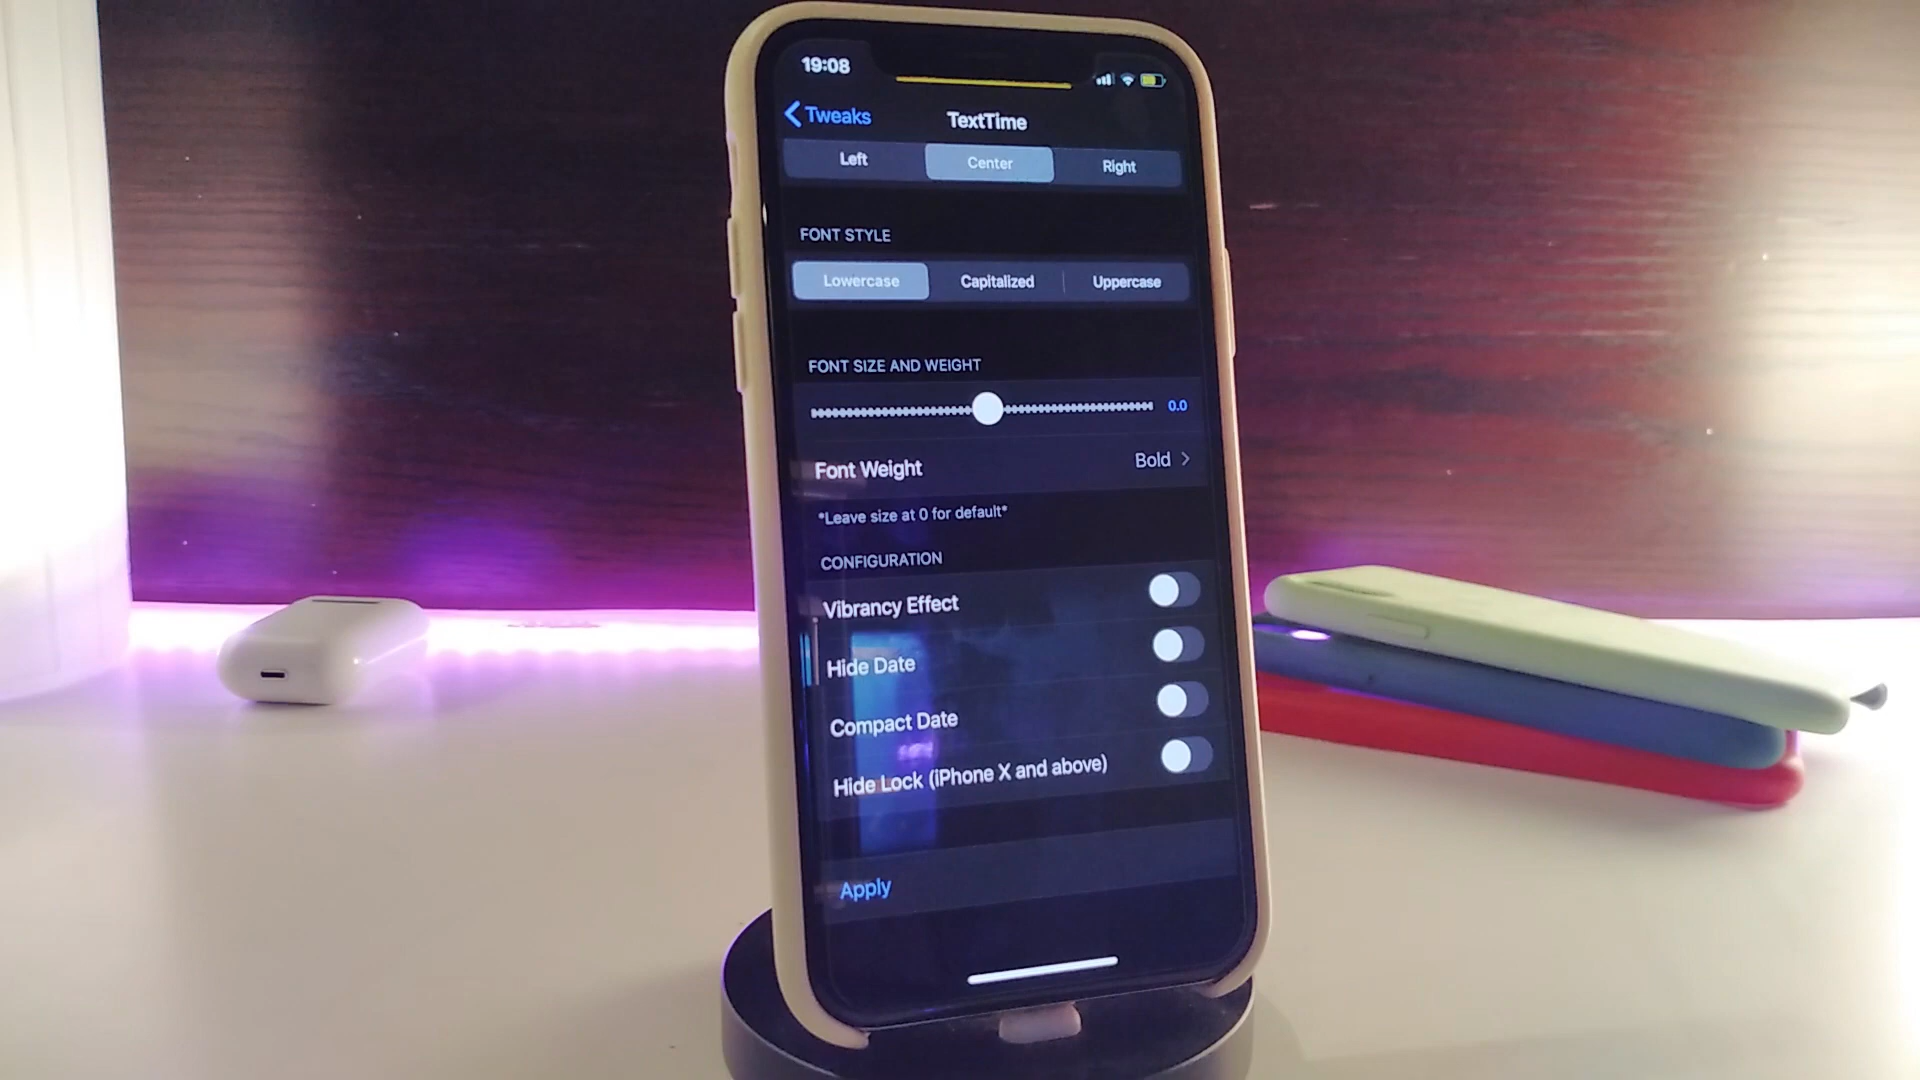 19:08
Tweaks
TextTime
Left Center Right
FONT STYLE
Lowercase Capitalized Uppercase
FONT SIZE AND WEIGHT
0.0
Font Weight Bold
*Leave size at 0 for default*
CONFIGURATION
Vibrancy Effect
Hide Date
Compact Date
Hide Lock (iPhone X and above)
Apply